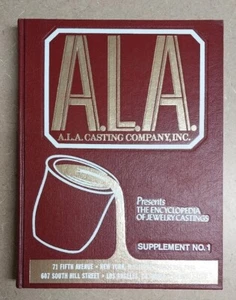 A.L.A.
A.L.A. CASTING COMPANY, INC.
Presents
THE ENCYCLOPEDIA
OF JEWELRY CASTINGS
SUPPLEMENT NO. 1
71 FIFTH AVENUE • NEW YORK,
607 SOUTH HILL STREET • LOS ANGELES,